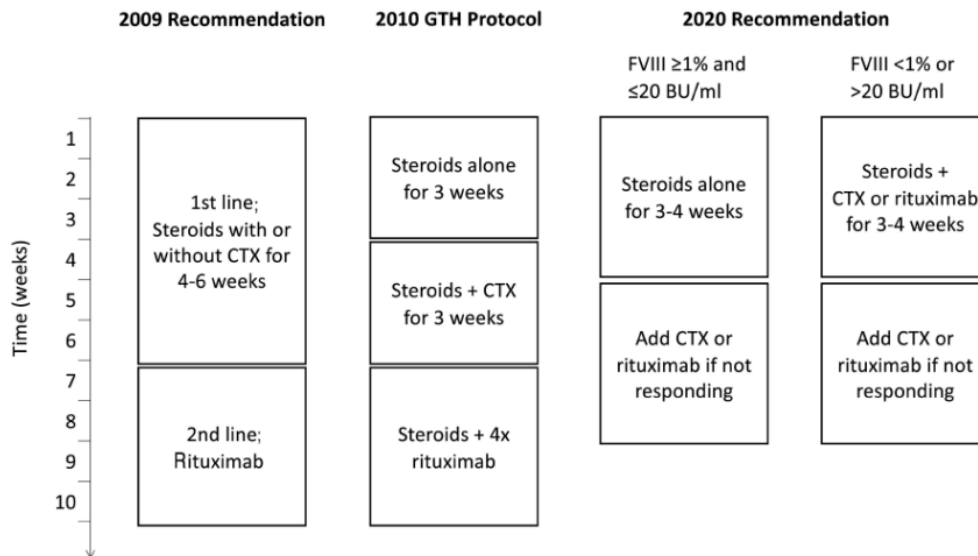 2009 Recommendation
2010 GTH Protocol
2020 Recommendation
FVIII ≥1% and
≤20 BU/ml
FVIII <1% or
>20 BU/ml
Time (weeks)
1
2
3
4
5
6
7
8
9
10
1st line;
Steroids with or
without CTX for
4-6 weeks
2nd line;
Rituximab
Steroids alone
for 3 weeks
Steroids + CTX
for 3 weeks
Steroids + 4x
rituximab
Steroids alone
for 3-4 weeks
Add CTX or
rituximab if not
responding
Steroids +
CTX or rituximab
for 3-4 weeks
Add CTX or
rituximab if not
responding